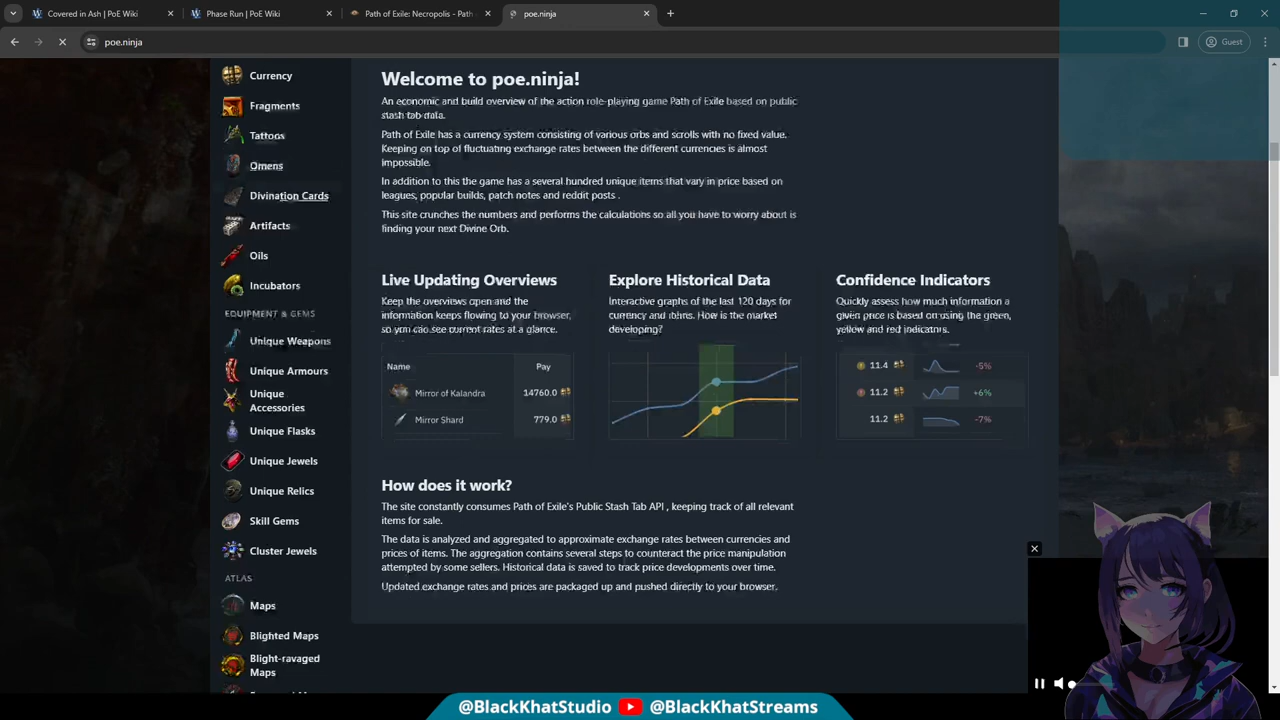 Covered in Ash | PoE Wiki
Phase Run | PoE Wiki
Path of Exile: Necropolis - Path
poe.ninja
poe.ninja
Guest
Currency
Fragments
Tattoos
Omens
Divination Cards
Artifacts
Oils
Incubators
EQUIPMENT & GEMS
Unique Weapons
Unique Armours
Unique
Accessories
Unique Flasks
Unique Jewels
Unique Relics
Skill Gems
Cluster Jewels
ATLAS
Maps
Blighted Maps
Blight-ravaged
Maps
Welcome to poe.ninja!
An economic and build overview of the action role-playing game Path of Exile based on public
stash tab data.
Path of Exile has a currency system consisting of various orbs and scrolls with no fixed value.
Keeping on top of fluctuating exchange rates between the different currencies is almost
impossible.
In addition to this the game has a several hundred unique items that vary in price based on
leagues, popular builds, patch notes and reddit posts .
This site crunches the numbers and performs the calculations so all you have to worry about is
finding your next Divine Orb.
Live Updating Overviews
Keep the overviews open and the
information keeps flowing to your browser,
so you can see current rates at a glance.
Name Pay
Mirror of Kalandra 14760.0
Mirror Shard 779.0
Explore Historical Data
Interactive graphs of the last 120 days for
currency and items. How is the market
developing?
Confidence Indicators
Quickly assess how much information a
given price is based on using the green,
yellow and red indicators.
11.4 -5%
11.2 +6%
11.2 -7%
How does it work?
The site constantly consumes Path of Exile's Public Stash Tab API , keeping track of all relevant
items for sale.
The data is analyzed and aggregated to approximate exchange rates between currencies and
prices of items. The aggregation contains several steps to counteract the price manipulation
attempted by some sellers. Historical data is saved to track price developments over time.
Updated exchange rates and prices are packaged up and pushed directly to your browser.
@BlackKhatStudio @BlackKhatStreams